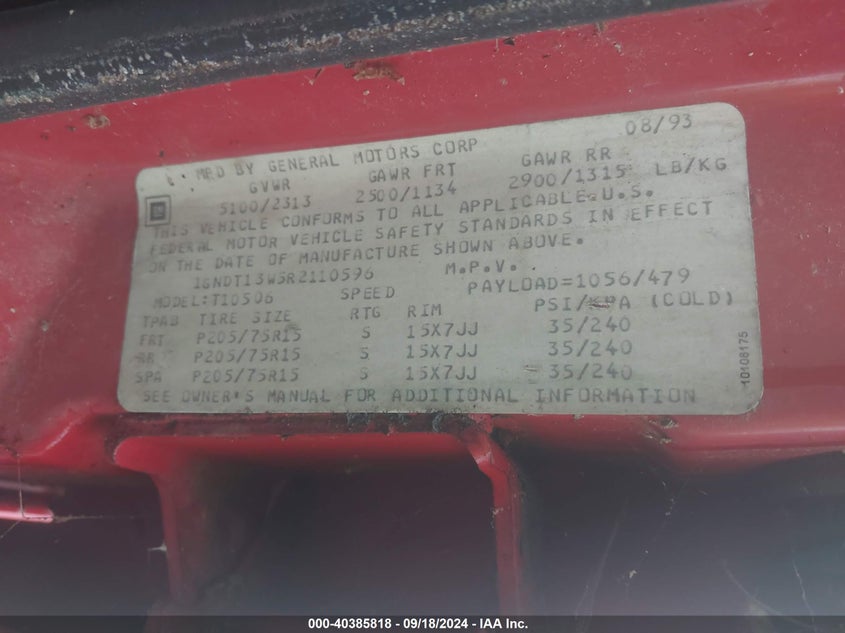 MFD BY GENERAL MOTORS CORP 08/93
GVWR GAWR FRT GAWR RR
5100/2313 2500/1134 2900/1315 LB/KG
GM
THIS VEHICLE CONFORMS TO ALL APPLICABLE U.S.
FEDERAL MOTOR VEHICLE SAFETY STANDARDS IN EFFECT
ON THE DATE OF MANUFACTURE SHOWN ABOVE.
1GNDT13W5R2110596 M.P.V.
MODEL:T10506 SPEED PAYLOAD=1056/479
TPAB TIRE SIZE RTG RIM PSI/KPA (COLD)
FRT P205/75R15 S 15X7JJ 35/240
RR P205/75R15 S 15X7JJ 35/240
SPA P205/75R15 S 15X7JJ 35/240
SEE OWNER'S MANUAL FOR ADDITIONAL INFORMATION
10108175
000-40385818 - 09/18/2024 - IAA Inc.